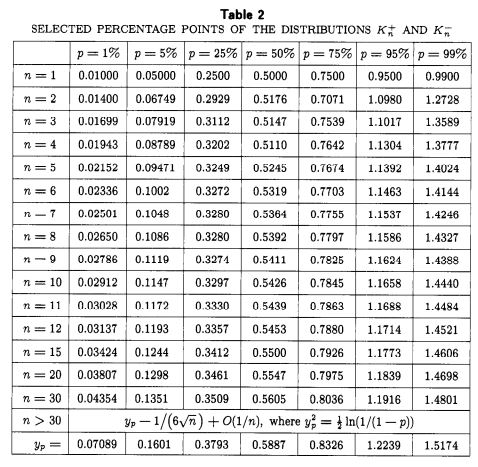 Table 2
SELECTED PERCENTAGE POINTS OF THE DISTRIBUTIONS K⁺ₙ AND K⁻ₙ
p = 1% p = 5% p = 25% p = 50% p = 75% p = 95% p = 99%
n = 1 0.01000 0.05000 0.2500 0.5000 0.7500 0.9500 0.9900
n = 2 0.01400 0.06749 0.2929 0.5176 0.7071 1.0980 1.2728
n = 3 0.01699 0.07919 0.3112 0.5147 0.7539 1.1017 1.3589
n = 4 0.01943 0.08789 0.3202 0.5110 0.7642 1.1304 1.3777
n = 5 0.02152 0.09471 0.3249 0.5245 0.7674 1.1392 1.4024
n = 6 0.02336 0.1002 0.3272 0.5319 0.7703 1.1463 1.4144
n = 7 0.02501 0.1048 0.3280 0.5364 0.7755 1.1537 1.4246
n = 8 0.02650 0.1086 0.3280 0.5392 0.7797 1.1586 1.4327
n = 9 0.02786 0.1119 0.3274 0.5411 0.7825 1.1624 1.4388
n = 10 0.02912 0.1147 0.3297 0.5426 0.7845 1.1658 1.4440
n = 11 0.03028 0.1172 0.3330 0.5439 0.7863 1.1688 1.4484
n = 12 0.03137 0.1193 0.3357 0.5453 0.7880 1.1714 1.4521
n = 15 0.03424 0.1244 0.3412 0.5500 0.7926 1.1773 1.4606
n = 20 0.03807 0.1298 0.3461 0.5547 0.7975 1.1839 1.4698
n = 30 0.04354 0.1351 0.3509 0.5605 0.8036 1.1916 1.4801
n > 30 yₚ − 1/(6√n) + O(1/n), where y²ₚ = ½ ln(1/(1 − p))
yₚ = 0.07089 0.1601 0.3793 0.5887 0.8326 1.2239 1.5174